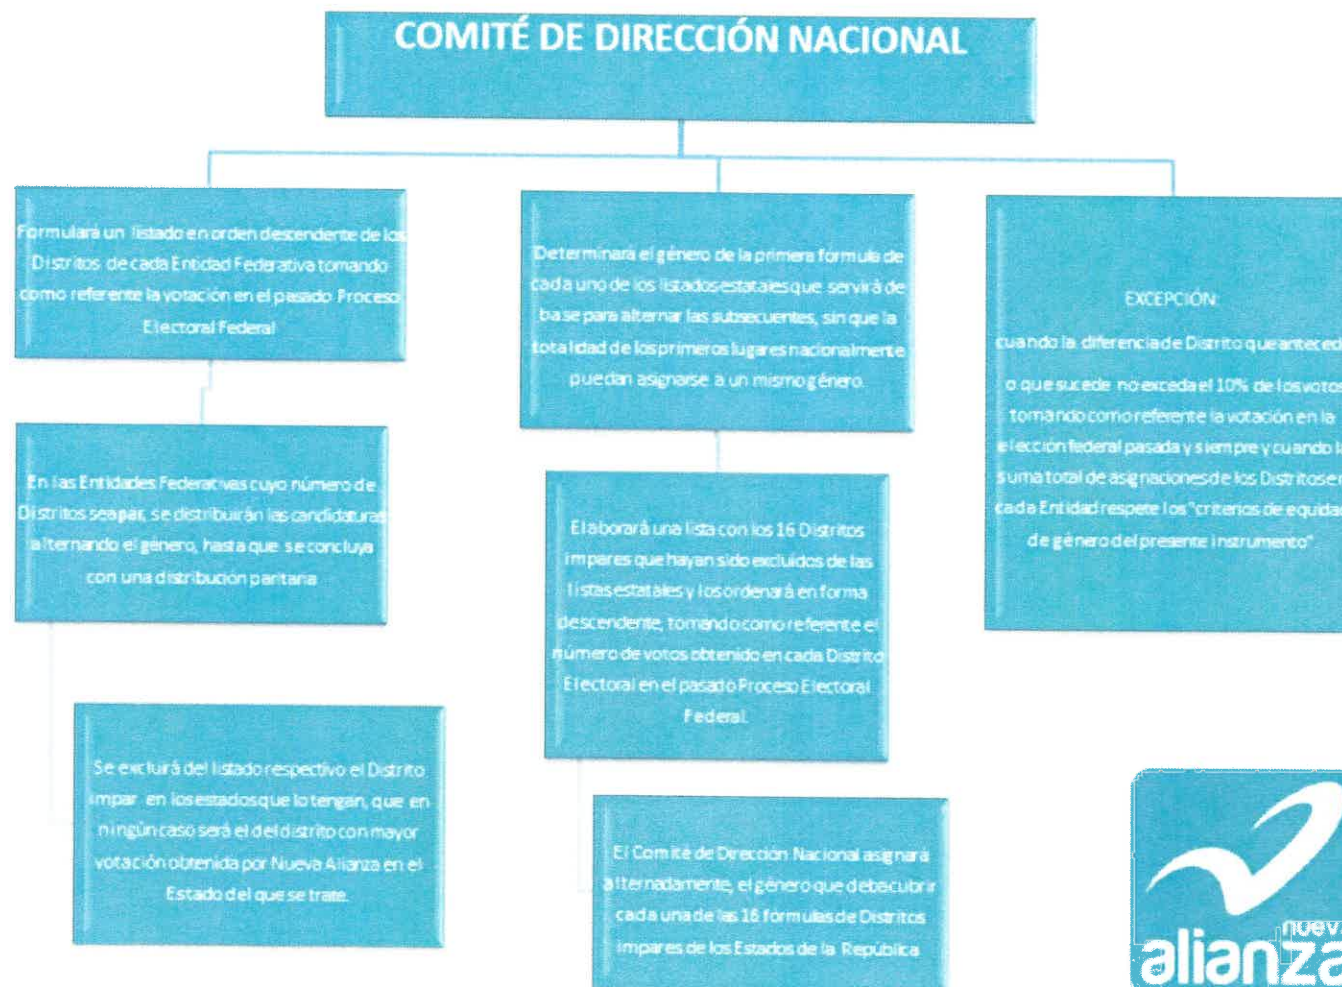 COMITÉ DE DIRECCIÓN NACIONAL
Formulará un listado en orden descendente de los
Distritos de cada Entidad Federativa tomando
como referente la votación en el pasado Proceso
Electoral Federal
En las Entidades Federativas cuyo número de
Distritos sea par, se distribuirán las candidaturas
alternando el género, hasta que se concluya
con una distribución paritaria
Se excluirá del listado respectivo el Distrito
impar en los estados que lo tengan, que en
ningún caso será el del distrito con mayor
votación obtenida por Nueva Alianza en el
Estado del que se trate.
Determinará el género de la primera fórmula de
cada uno de los listados estatales que servirá de
base para alternar las subsecuentes, sin que la
totalidad de los primeros lugares nacionalmente
puedan asignarse a un mismo género.
Elaborará una lista con los 16 Distritos
impares que hayan sido excluidos de las
listas estatales y los ordenará en forma
descendente, tomando como referente el
número de votos obtenido en cada Distrito
Electoral en el pasado Proceso Electoral
Federal.
El Comité de Dirección Nacional asignará
alternadamente, el género que deba cubrir
cada una de las 16 fórmulas de Distritos
impares de los Estados de la República
EXCEPCIÓN:
cuando la diferencia de Distrito que anteced
o que sucede no exceda el 10% de los votos
tomando como referente la votación en la
elección federal pasada y siempre y cuando l
suma total de asignaciones de los Distritos e
cada Entidad respete los "criterios de equidad
de género del presente instrumento"
nuev
alianza